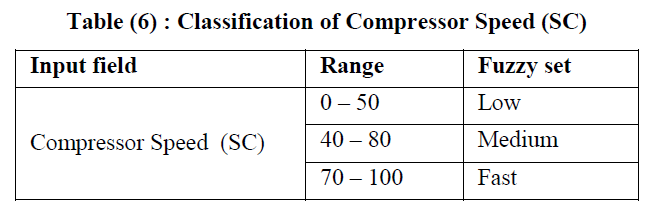 Table (6) : Classification of Compressor Speed (SC)
Input field Range Fuzzy set
0 – 50 Low
Compressor Speed (SC) 40 – 80 Medium
70 – 100 Fast